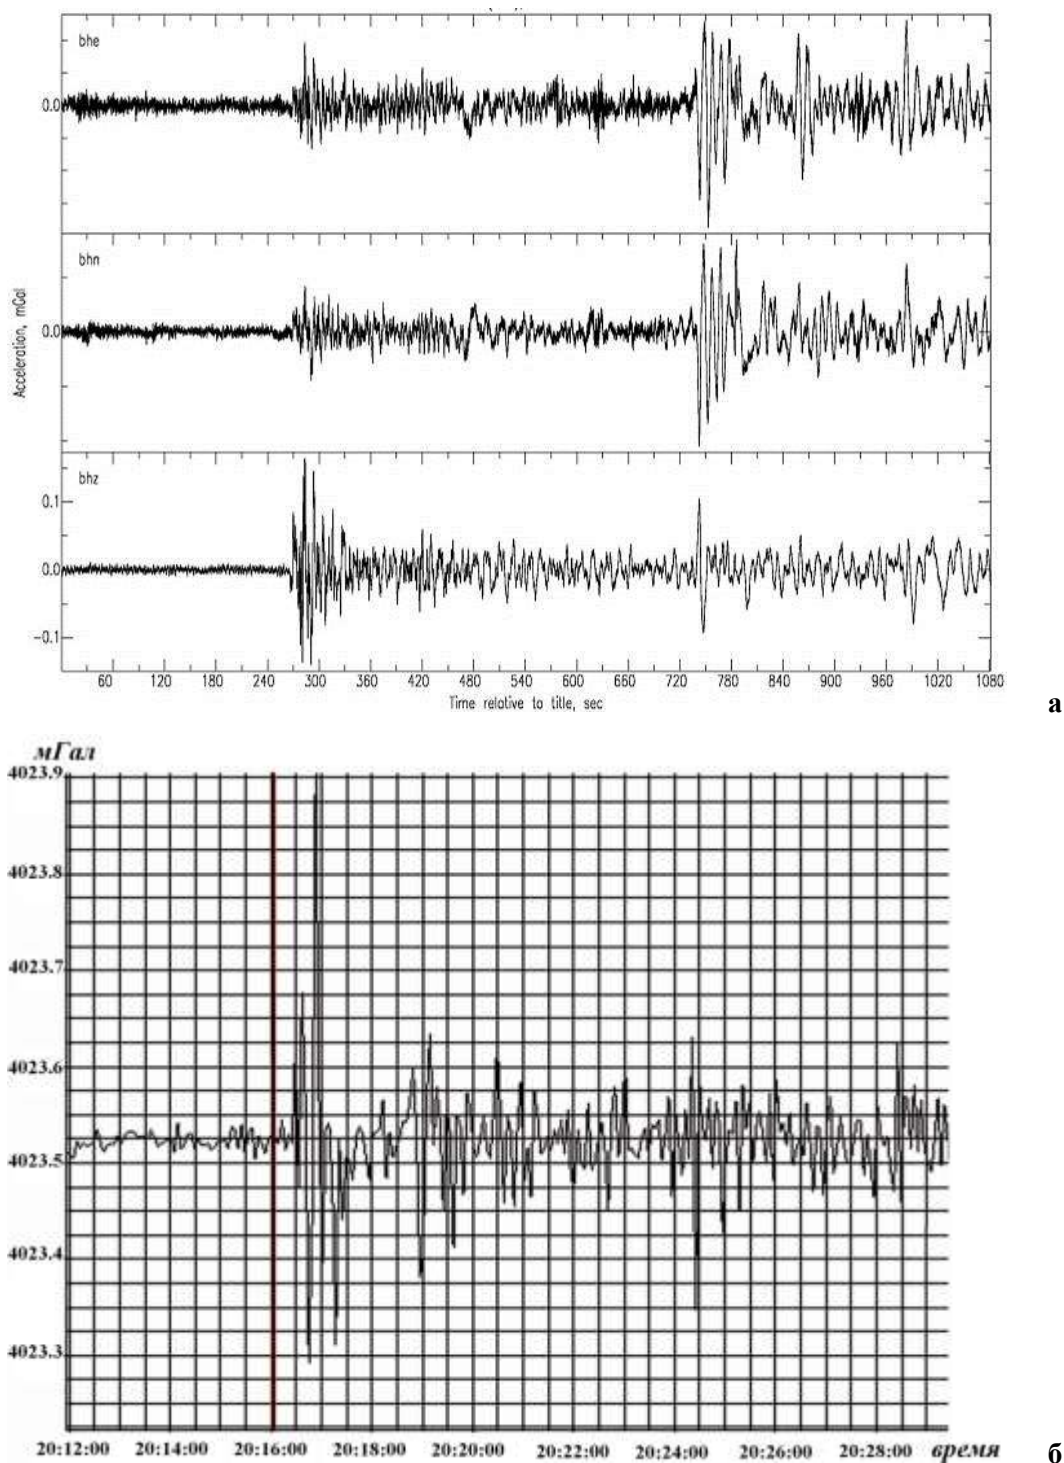 bhe
0.0
bhn
0.0
Acceleration, mGal
bhz
0.1
0.0
−0.1
60 120 180 240 300 360 420 480 540 600 660 720 780 840 900 960 1020 1080
Time relative to title, sec
а
мГал
4023.9
4023.8
4023.7
4023.6
4023.5
4023.4
4023.3
20:12:00 20:14:00 20:16:00 20:18:00 20:20:00 20:22:00 20:24:00 20:26:00 20:28:00 время
б